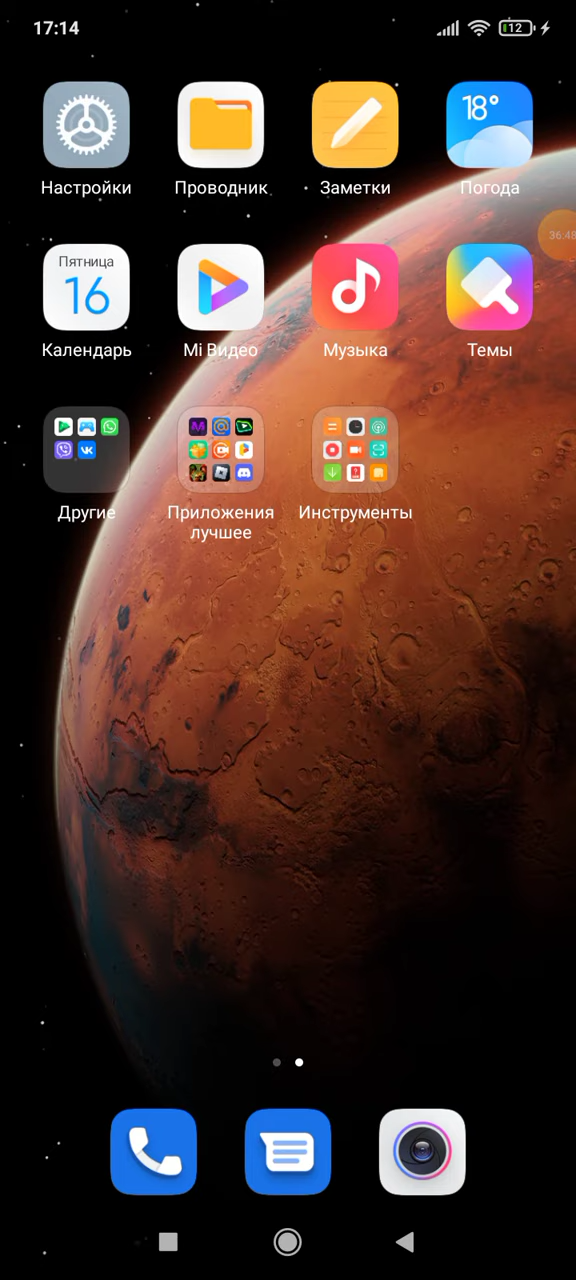 17:14
12
18°
Настройки
Проводник
Заметки
Погода
36:48
Пятница
16
Календарь
Mi Видео
Музыка
Темы
Другие
Приложения
лучшее
Инструменты